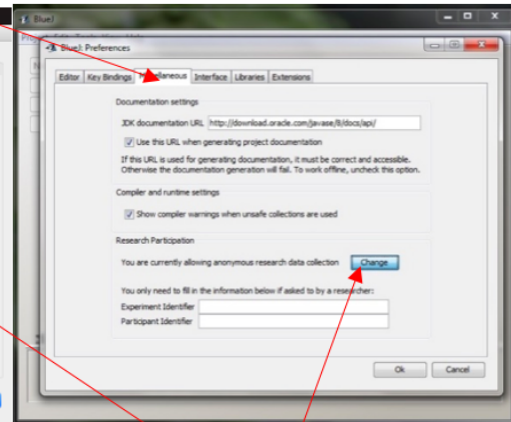 BlueJ
BlueJ: Preferences
Editor Key Bindings Miscellaneous Interface Libraries Extensions
Documentation settings
JDK documentation URL http://download.oracle.com/javase/8/docs/api/
Use this URL when generating project documentation
If this URL is used for generating documentation, it must be correct and accessible.
Otherwise the documentation generation will fail. To work offline, uncheck this option.
Compiler and runtime settings
Show compiler warnings when unsafe collections are used
Research Participation
You are currently allowing anonymous research data collection Change
You only need to fill in the information below if asked to by a researcher:
Experiment Identifier
Participant Identifier
Ok Cancel